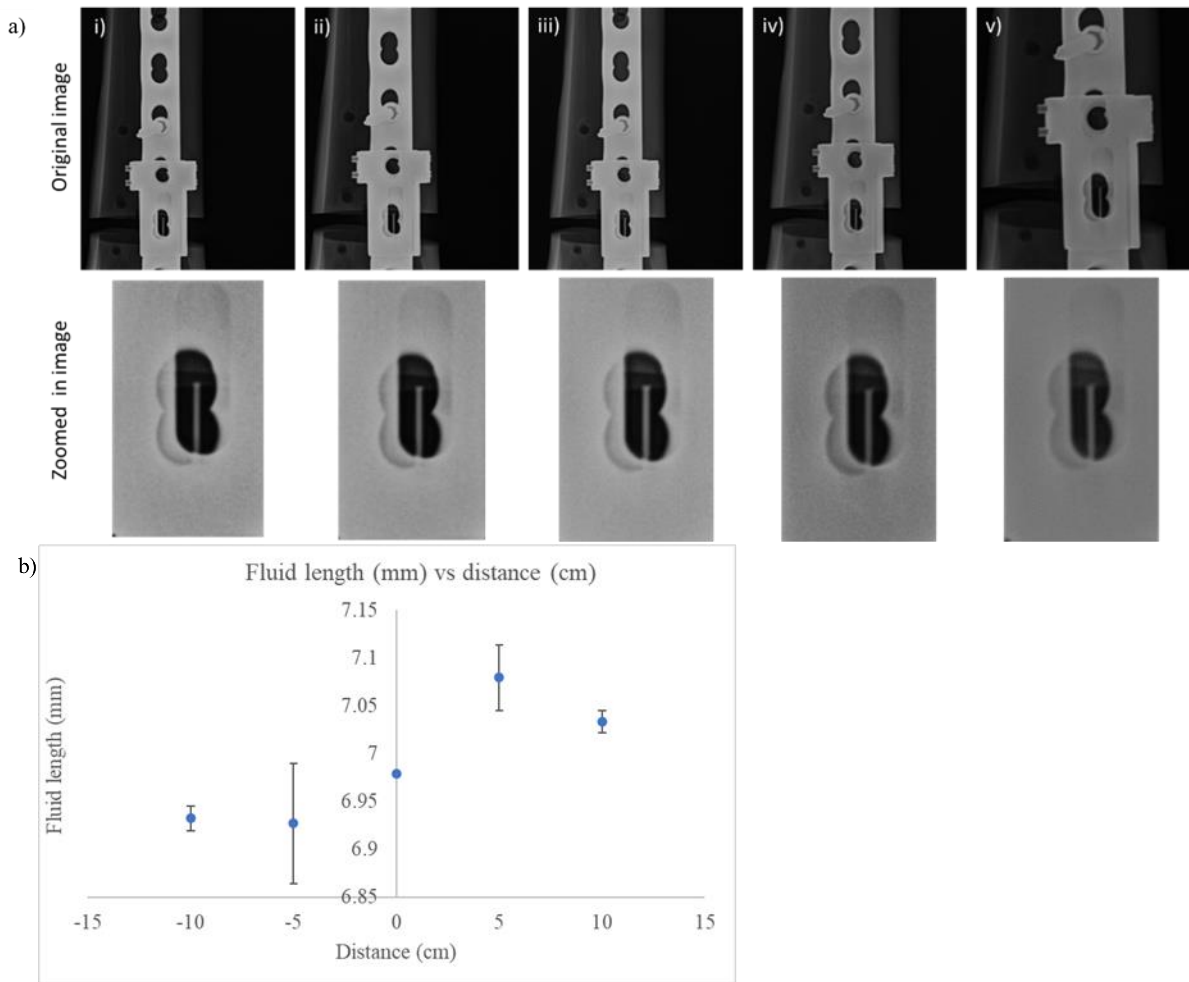 a)
i)
ii)
iii)
iv)
v)
Original image
Zoomed in image
b)
Fluid length (mm) vs distance (cm)
Fluid length (mm)
7.15
7.1
7.05
7
6.95
6.9
6.85
-15
-10
-5
0
5
10
15
Distance (cm)